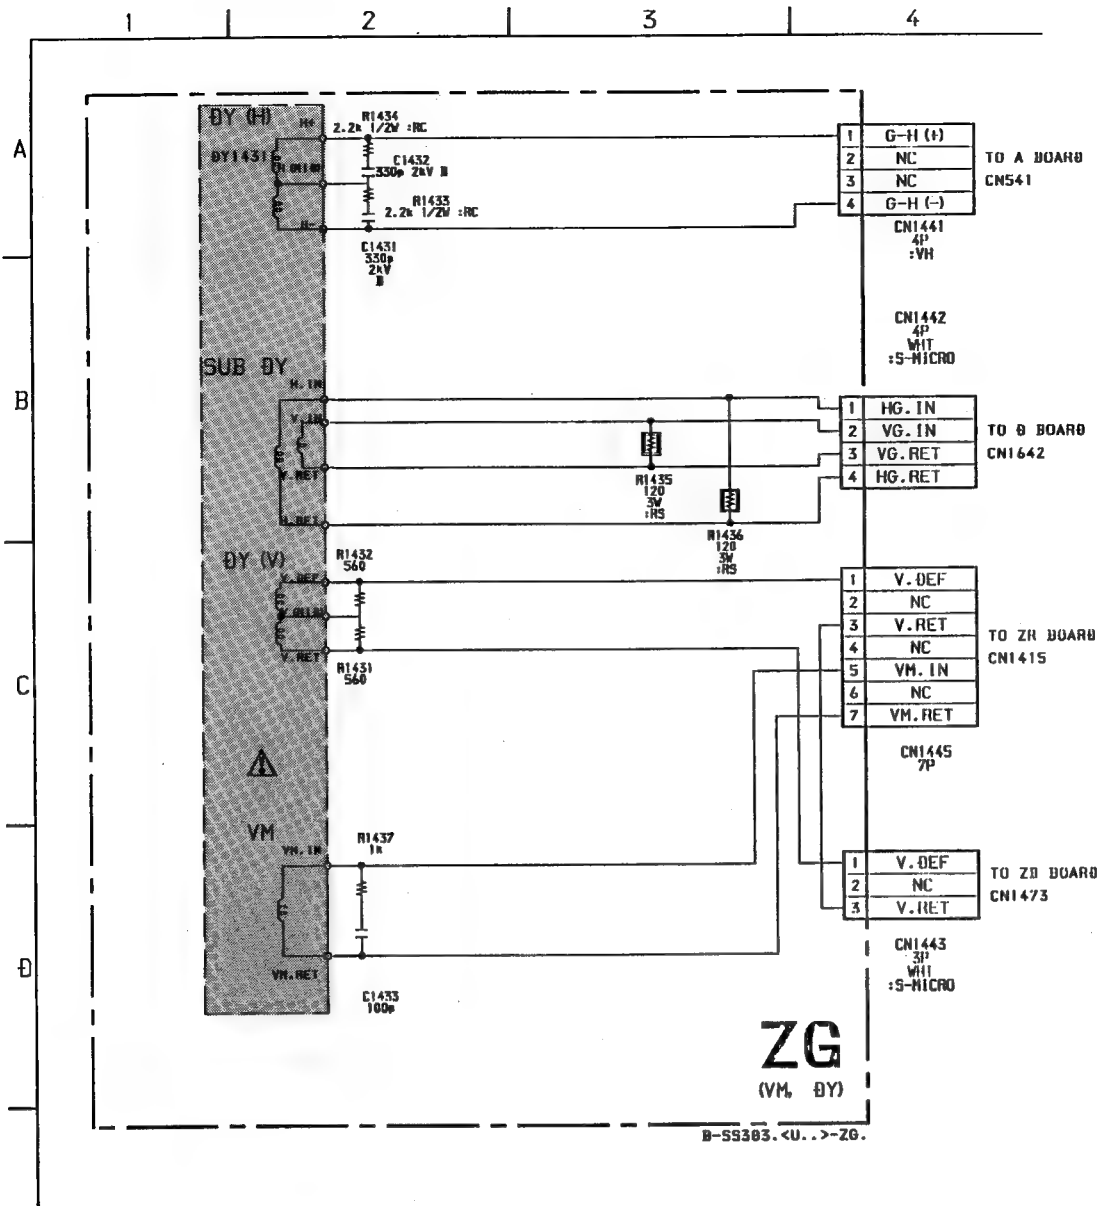 1 2 3 4
A
B
C
D
DY (H)
H+
DY1431
H-
R1434
2.2k 1/2W :RC
C1432
330p 2kV B
R1433
2.2k 1/2W :RC
C1431
330p
2kV
B
1 G-H (+)
2 NC
3 NC
4 G-H (-)
TO A BOARD
CN541
CN1441
4P
:VH
CN1442
4P
WHT
:S-MICRO
SUB DY
H.IN
V.IN
V.RET
H.RET
1 HG.IN
2 VG.IN
3 VG.RET
4 HG.RET
CN1642
R1435
120
3W
:RS
R1436
120
3W
:RS
DY (V)
V.DEF
V.RET
R1432
560
R1431
560
1 V.DEF
2 NC
3 V.RET
4 NC
5 VM.IN
6 NC
7 VM.RET
TO ZR BOARD
CN1415
CN1445
7P
VM
VM.IN
VM.RET
R1437
1k
C1433
100p
1 V.DEF
2 NC
3 V.RET
CN1473
CN1443
3P
WHT
:S-MICRO
ZG
(VM, DY)
B-SS303.<U..>-ZG.